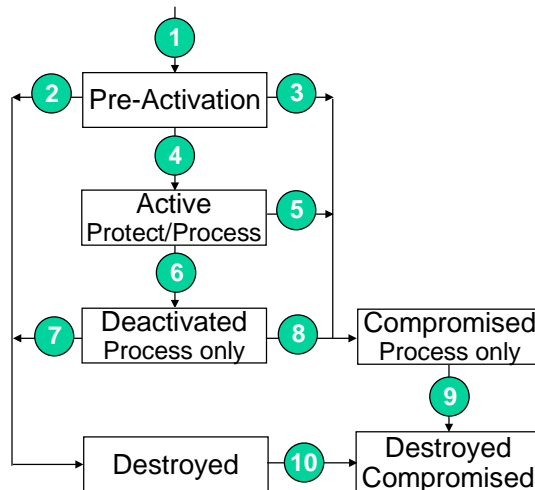 1
2
Pre-Activation
3
4
Active
Protect/Process
5
6
7
Deactivated
Process only
8
Compromised
Process only
9
Destroyed
10
Destroyed
Compromised